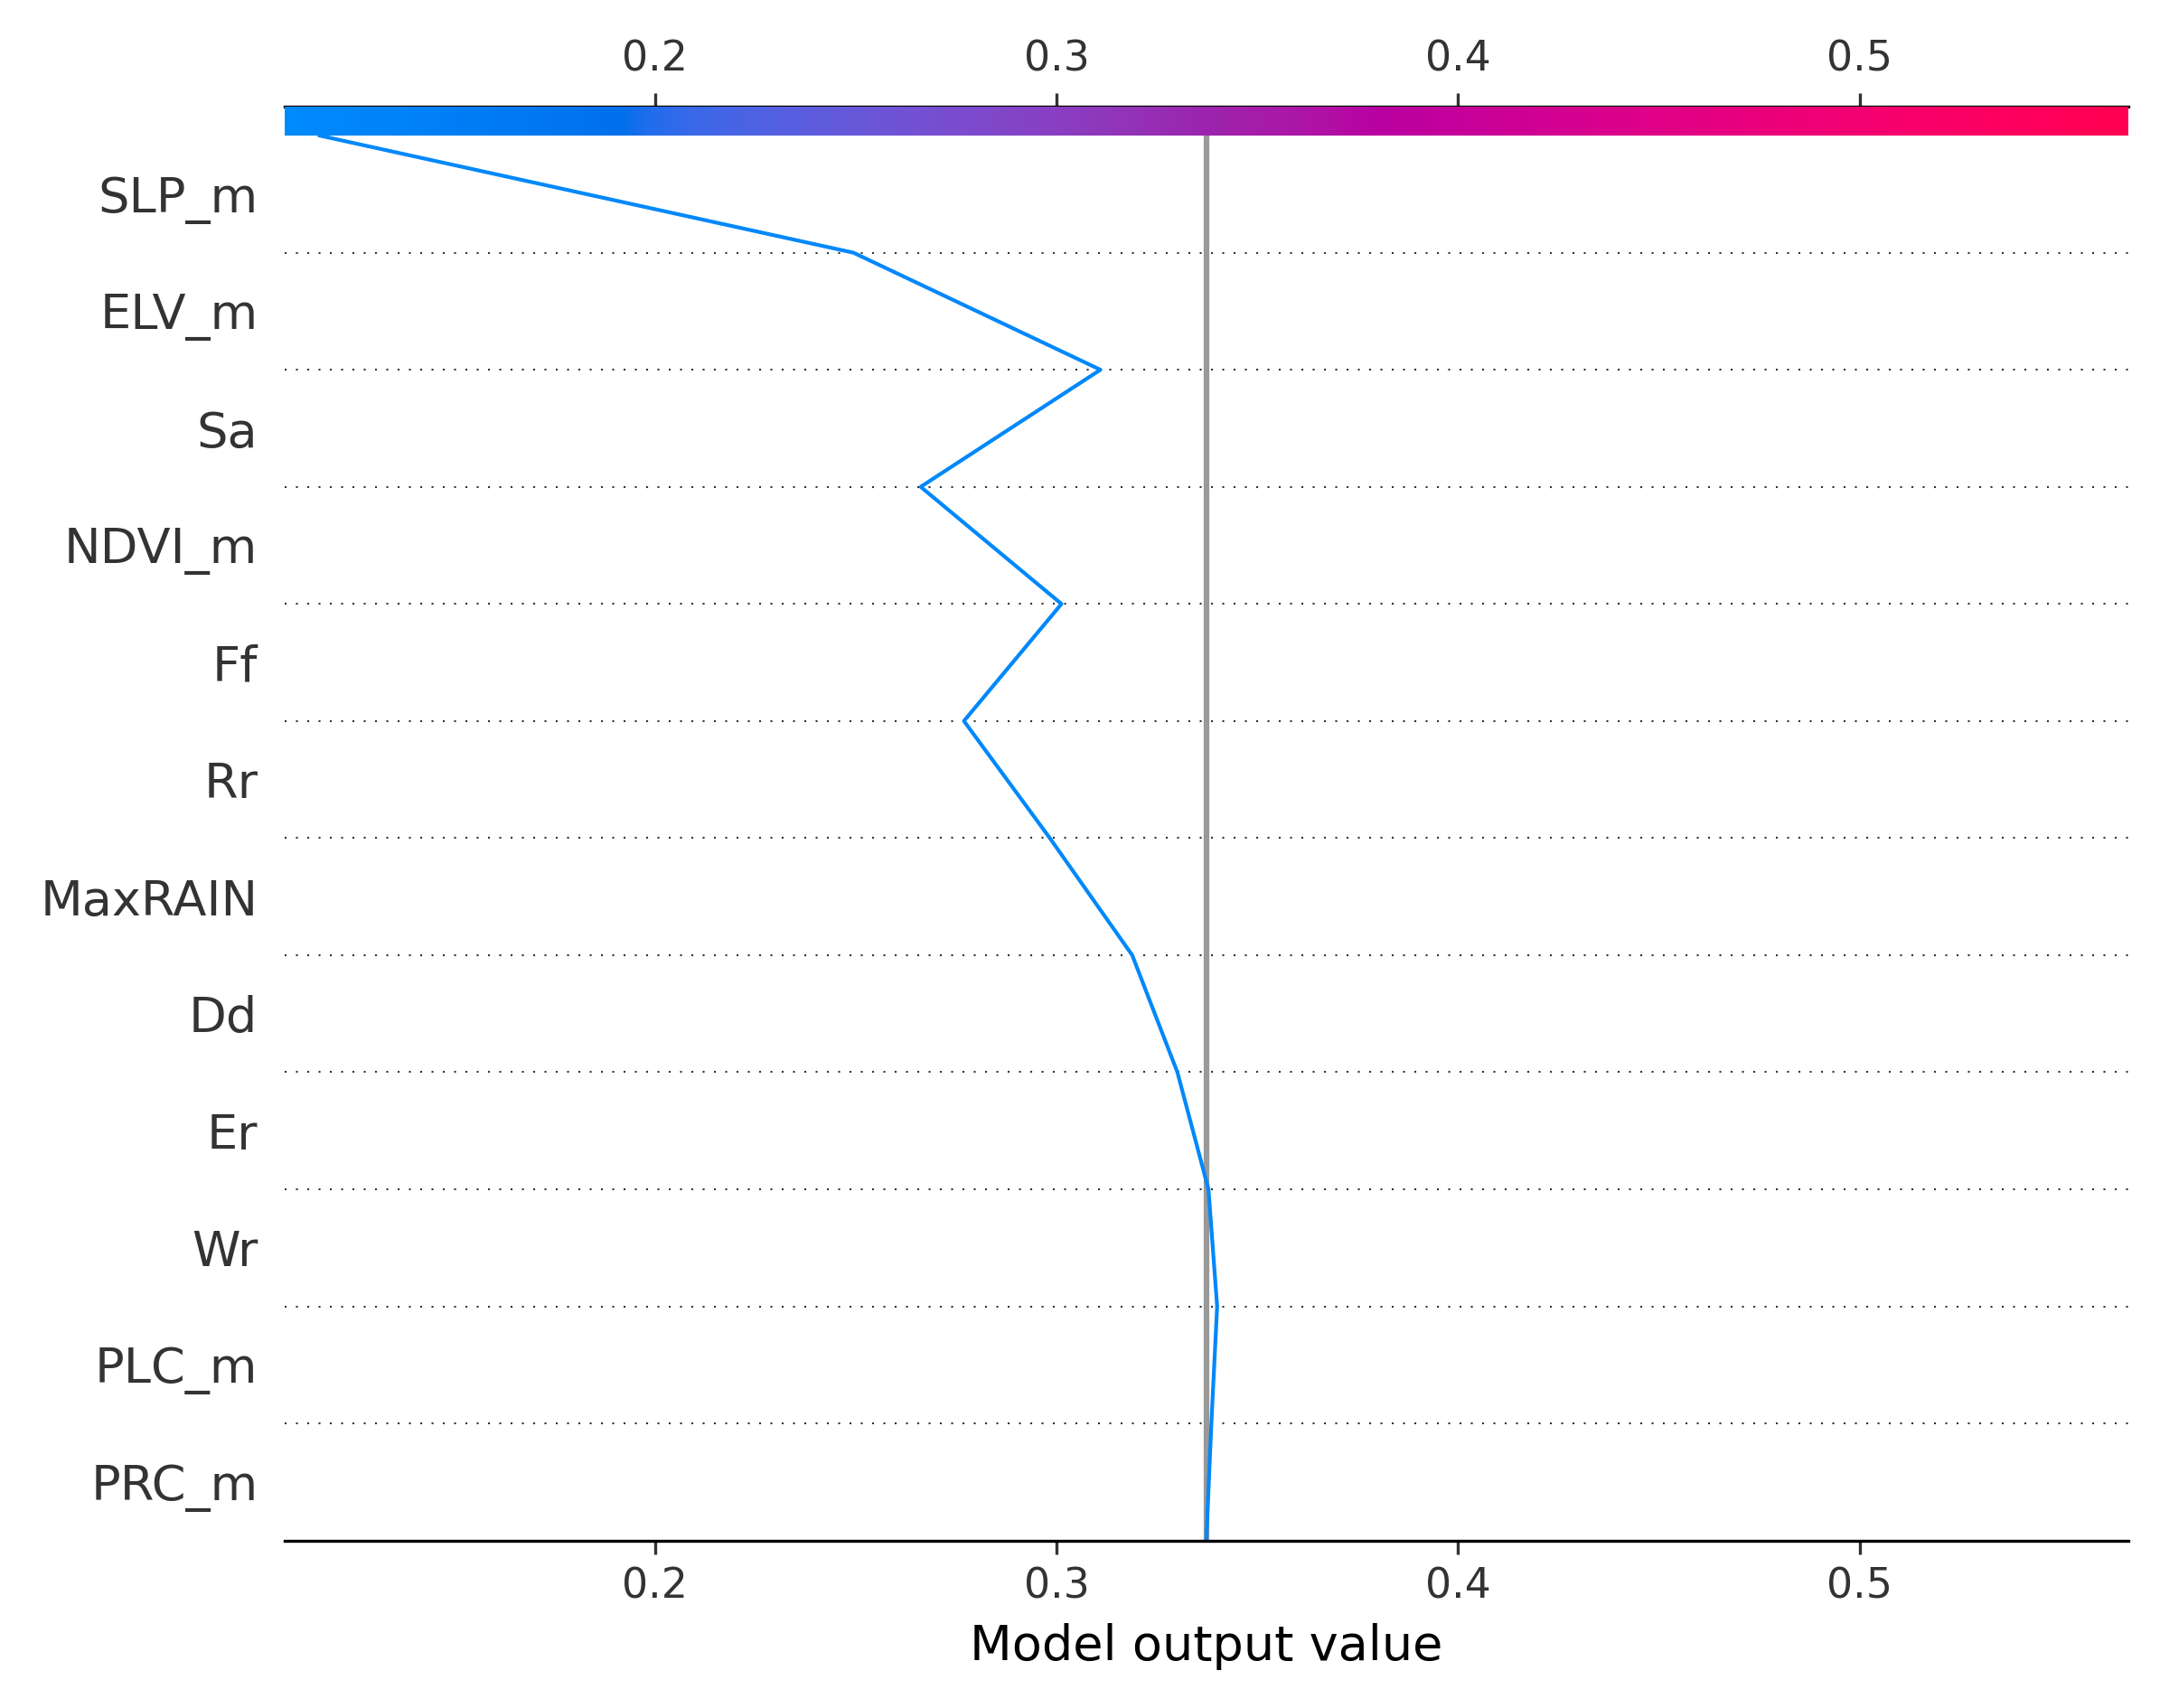 0.2 0.3 0.4 0.5
SLP_m
ELV_m
Sa
NDVI_m
Ff
Rr
MaxRAIN
Dd
Er
Wr
PLC_m
PRC_m
0.2 0.3 0.4 0.5
Model output value